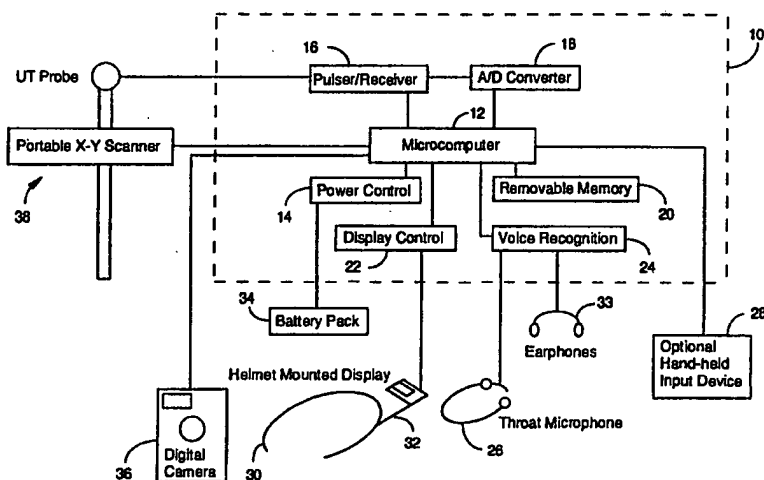 10
16
18
UT Probe
Pulser/Receiver
A/D Converter
12
Portable X-Y Scanner
Microcomputer
38
Power Control
Removable Memory
14
20
Display Control
Voice Recognition
22
24
34
33
28
Battery Pack
Earphones
Optional
Hand-held
Input Device
Helmet Mounted Display
Throat Microphone
32
26
36
Digital
Camera
30